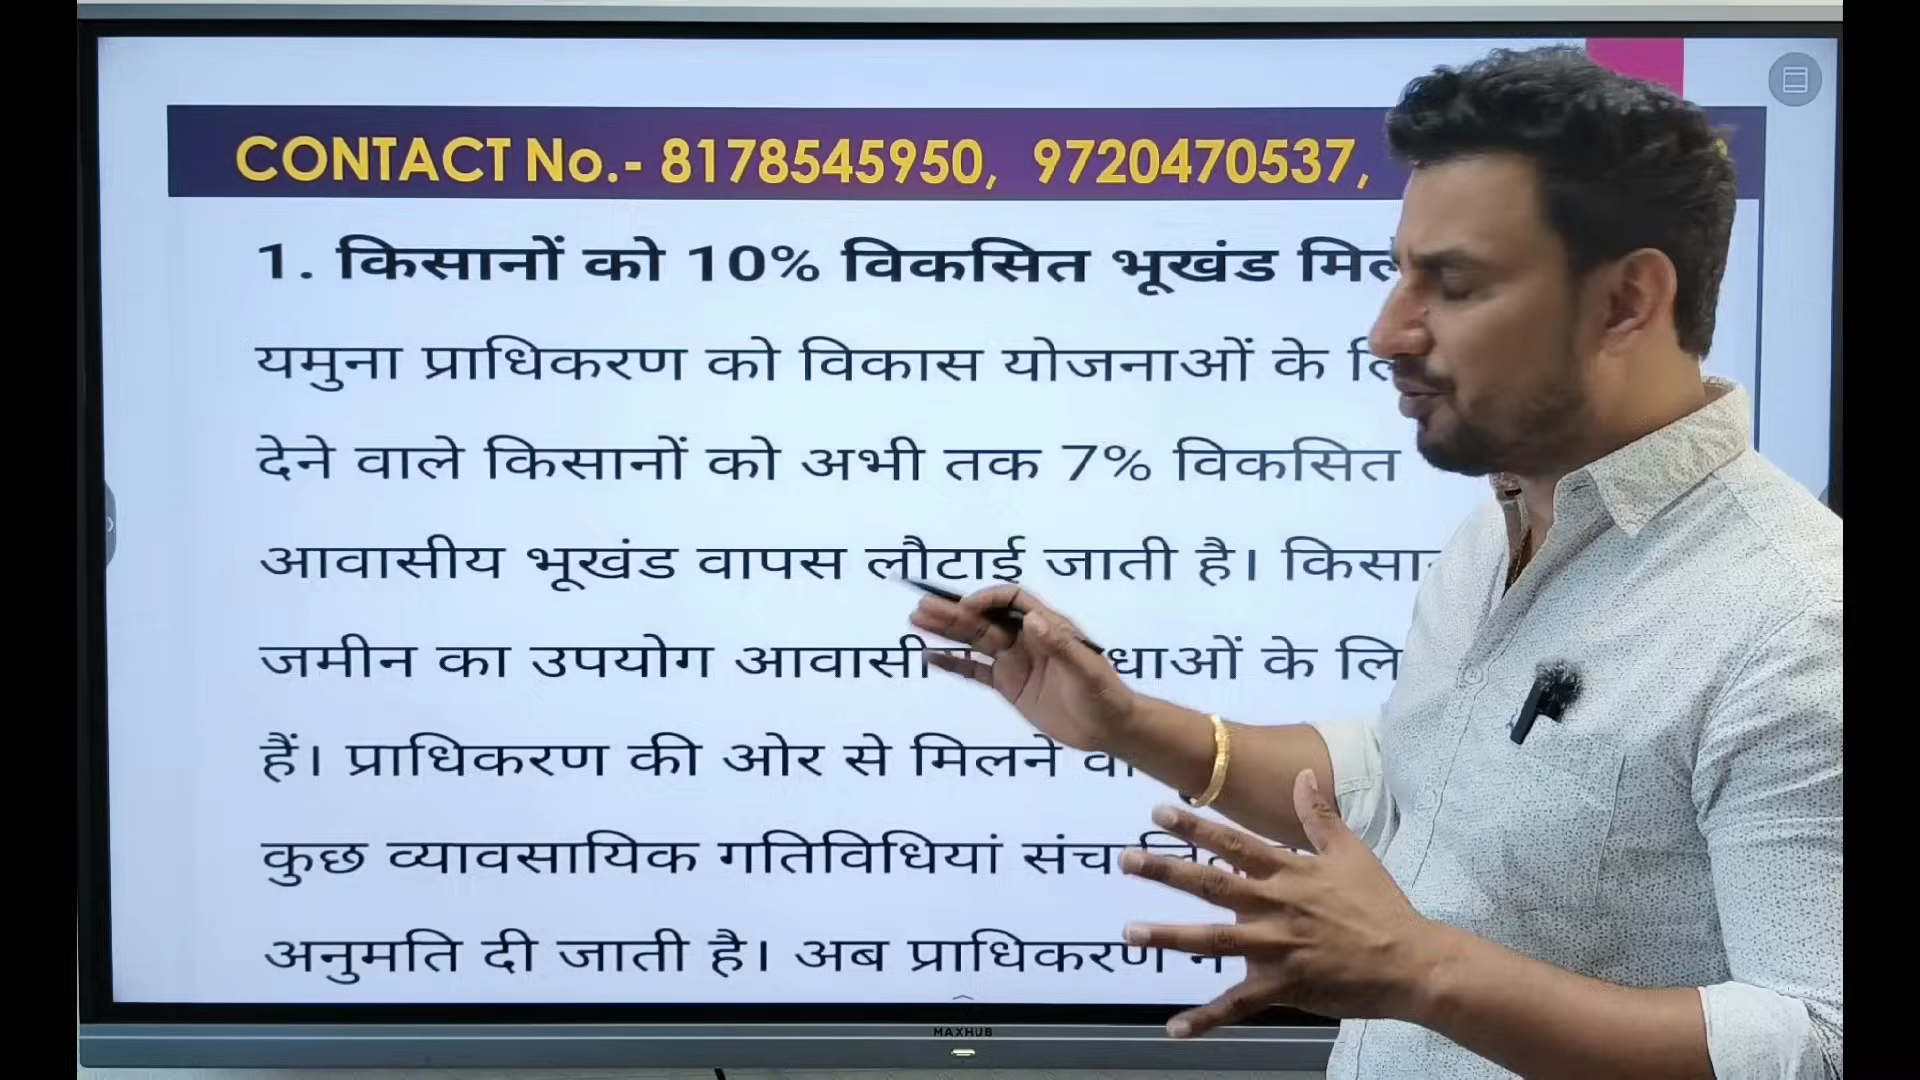 CONTACT No.- 8178545950, 9720470537,
1. किसानों को 10% विकसित भूखंड
यमुना प्राधिकरण को विकास योजनाओं के
देने वाले किसानों को अभी तक 7% विकसित
आवासीय भूखंड वापस लौटाई जाती है।
जमीन का उपयोग के
हैं। प्राधिकरण की ओर से मिलने
कुछ व्यावसायिक गतिविधियां
अनुमति दी जाती है। अब प्राधिकरण
MAXHUB